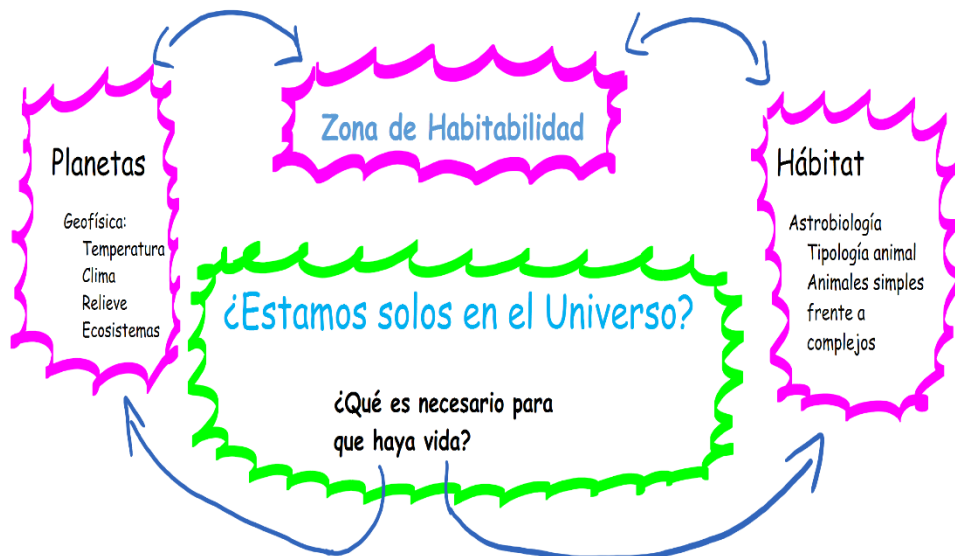 Zona de Habitabilidad
Planetas
Geofísica:
Temperatura
Clima
Relieve
Ecosistemas
Hábitat
Astrobiología
Tipología animal
Animales simples
frente a
complejos
¿Estamos solos en el Universo?
¿Qué es necesario para
que haya vida?